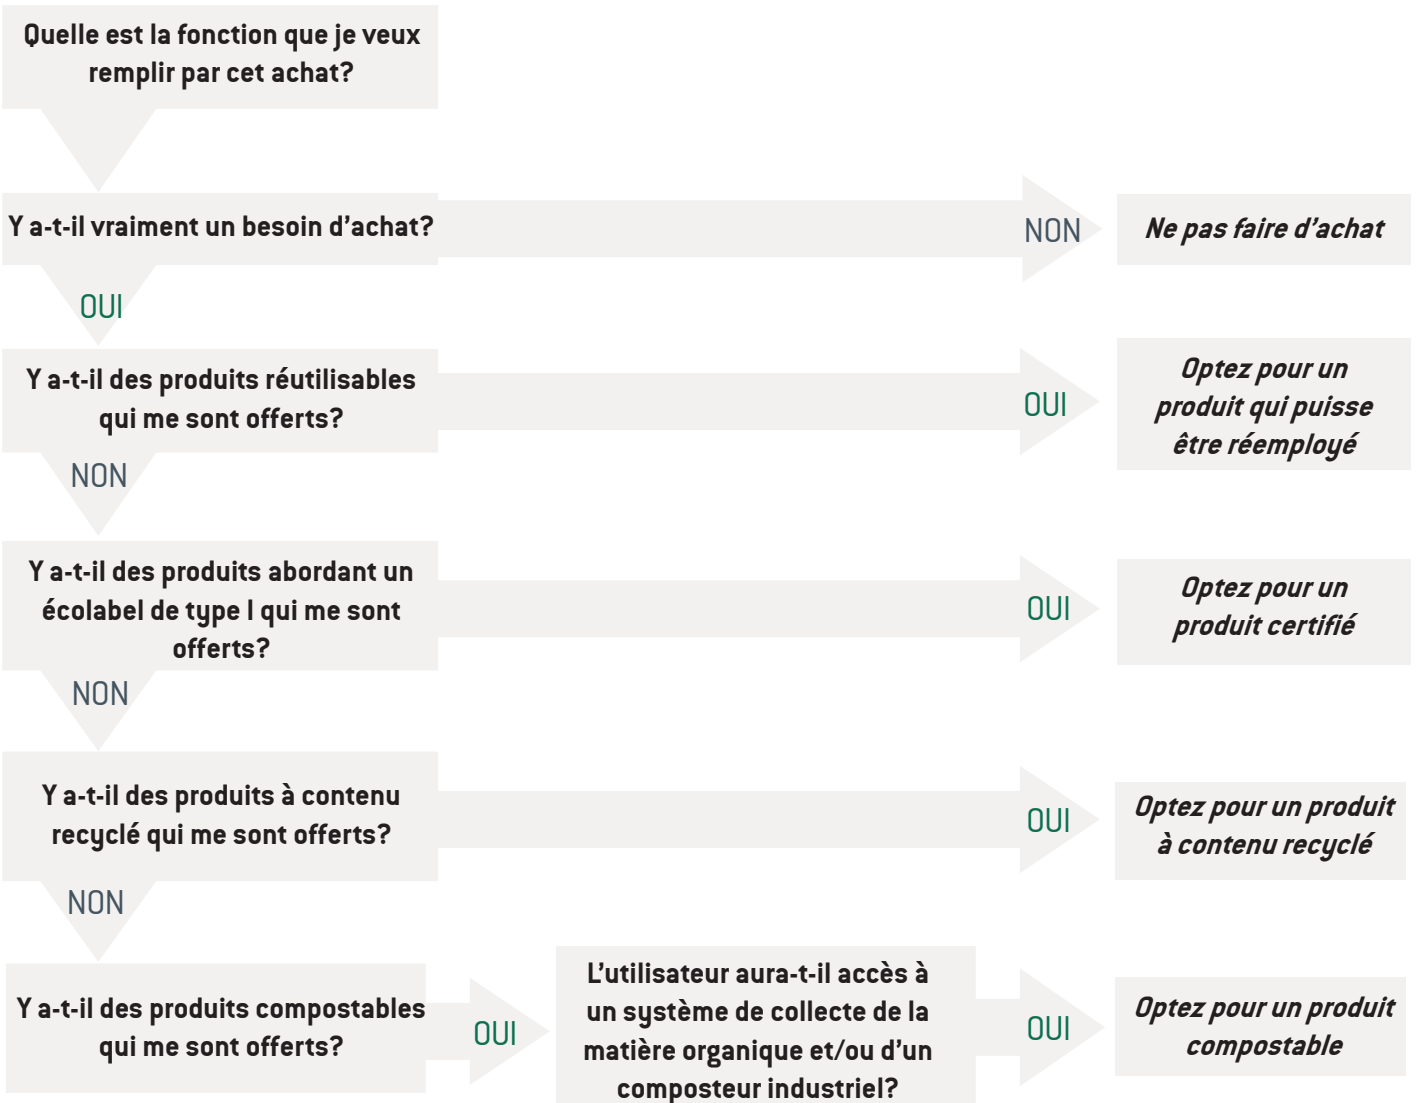 Quelle est la fonction que je veux
remplir par cet achat?
Y a-t-il vraiment un besoin d’achat?
NON
Ne pas faire d’achat
OUI
Y a-t-il des produits réutilisables
qui me sont offerts?
OUI
Optez pour un
produit qui puisse
être réemployé
NON
Y a-t-il des produits abordant un
écolabel de type I qui me sont
offerts?
OUI
Optez pour un
produit certifié
NON
Y a-t-il des produits à contenu
recyclé qui me sont offerts?
OUI
Optez pour un produit
à contenu recyclé
NON
Y a-t-il des produits compostables
qui me sont offerts?
OUI
L’utilisateur aura-t-il accès à
un système de collecte de la
matière organique et/ou d’un
composteur industriel?
OUI
Optez pour un produit
compostable